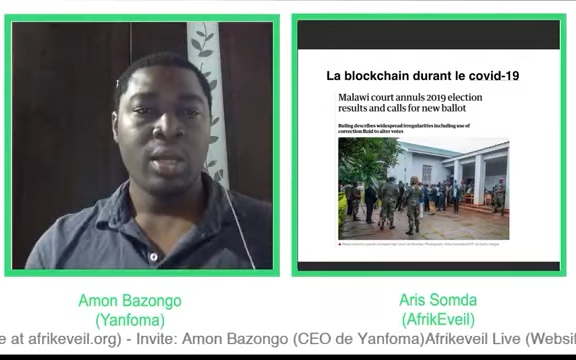 La blockchain durant le covid-19
Malawi court annuls 2019 election
results and calls for new ballot
Ruling describes widespread irregularities including use of
correction fluid to alter votes
Amon Bazongo
(Yanfoma)
Aris Somda
(AfrikEveil)
e at afrikeveil.org) - Invite: Amon Bazongo (CEO de Yanfoma)Afrikeveil Live (Websi